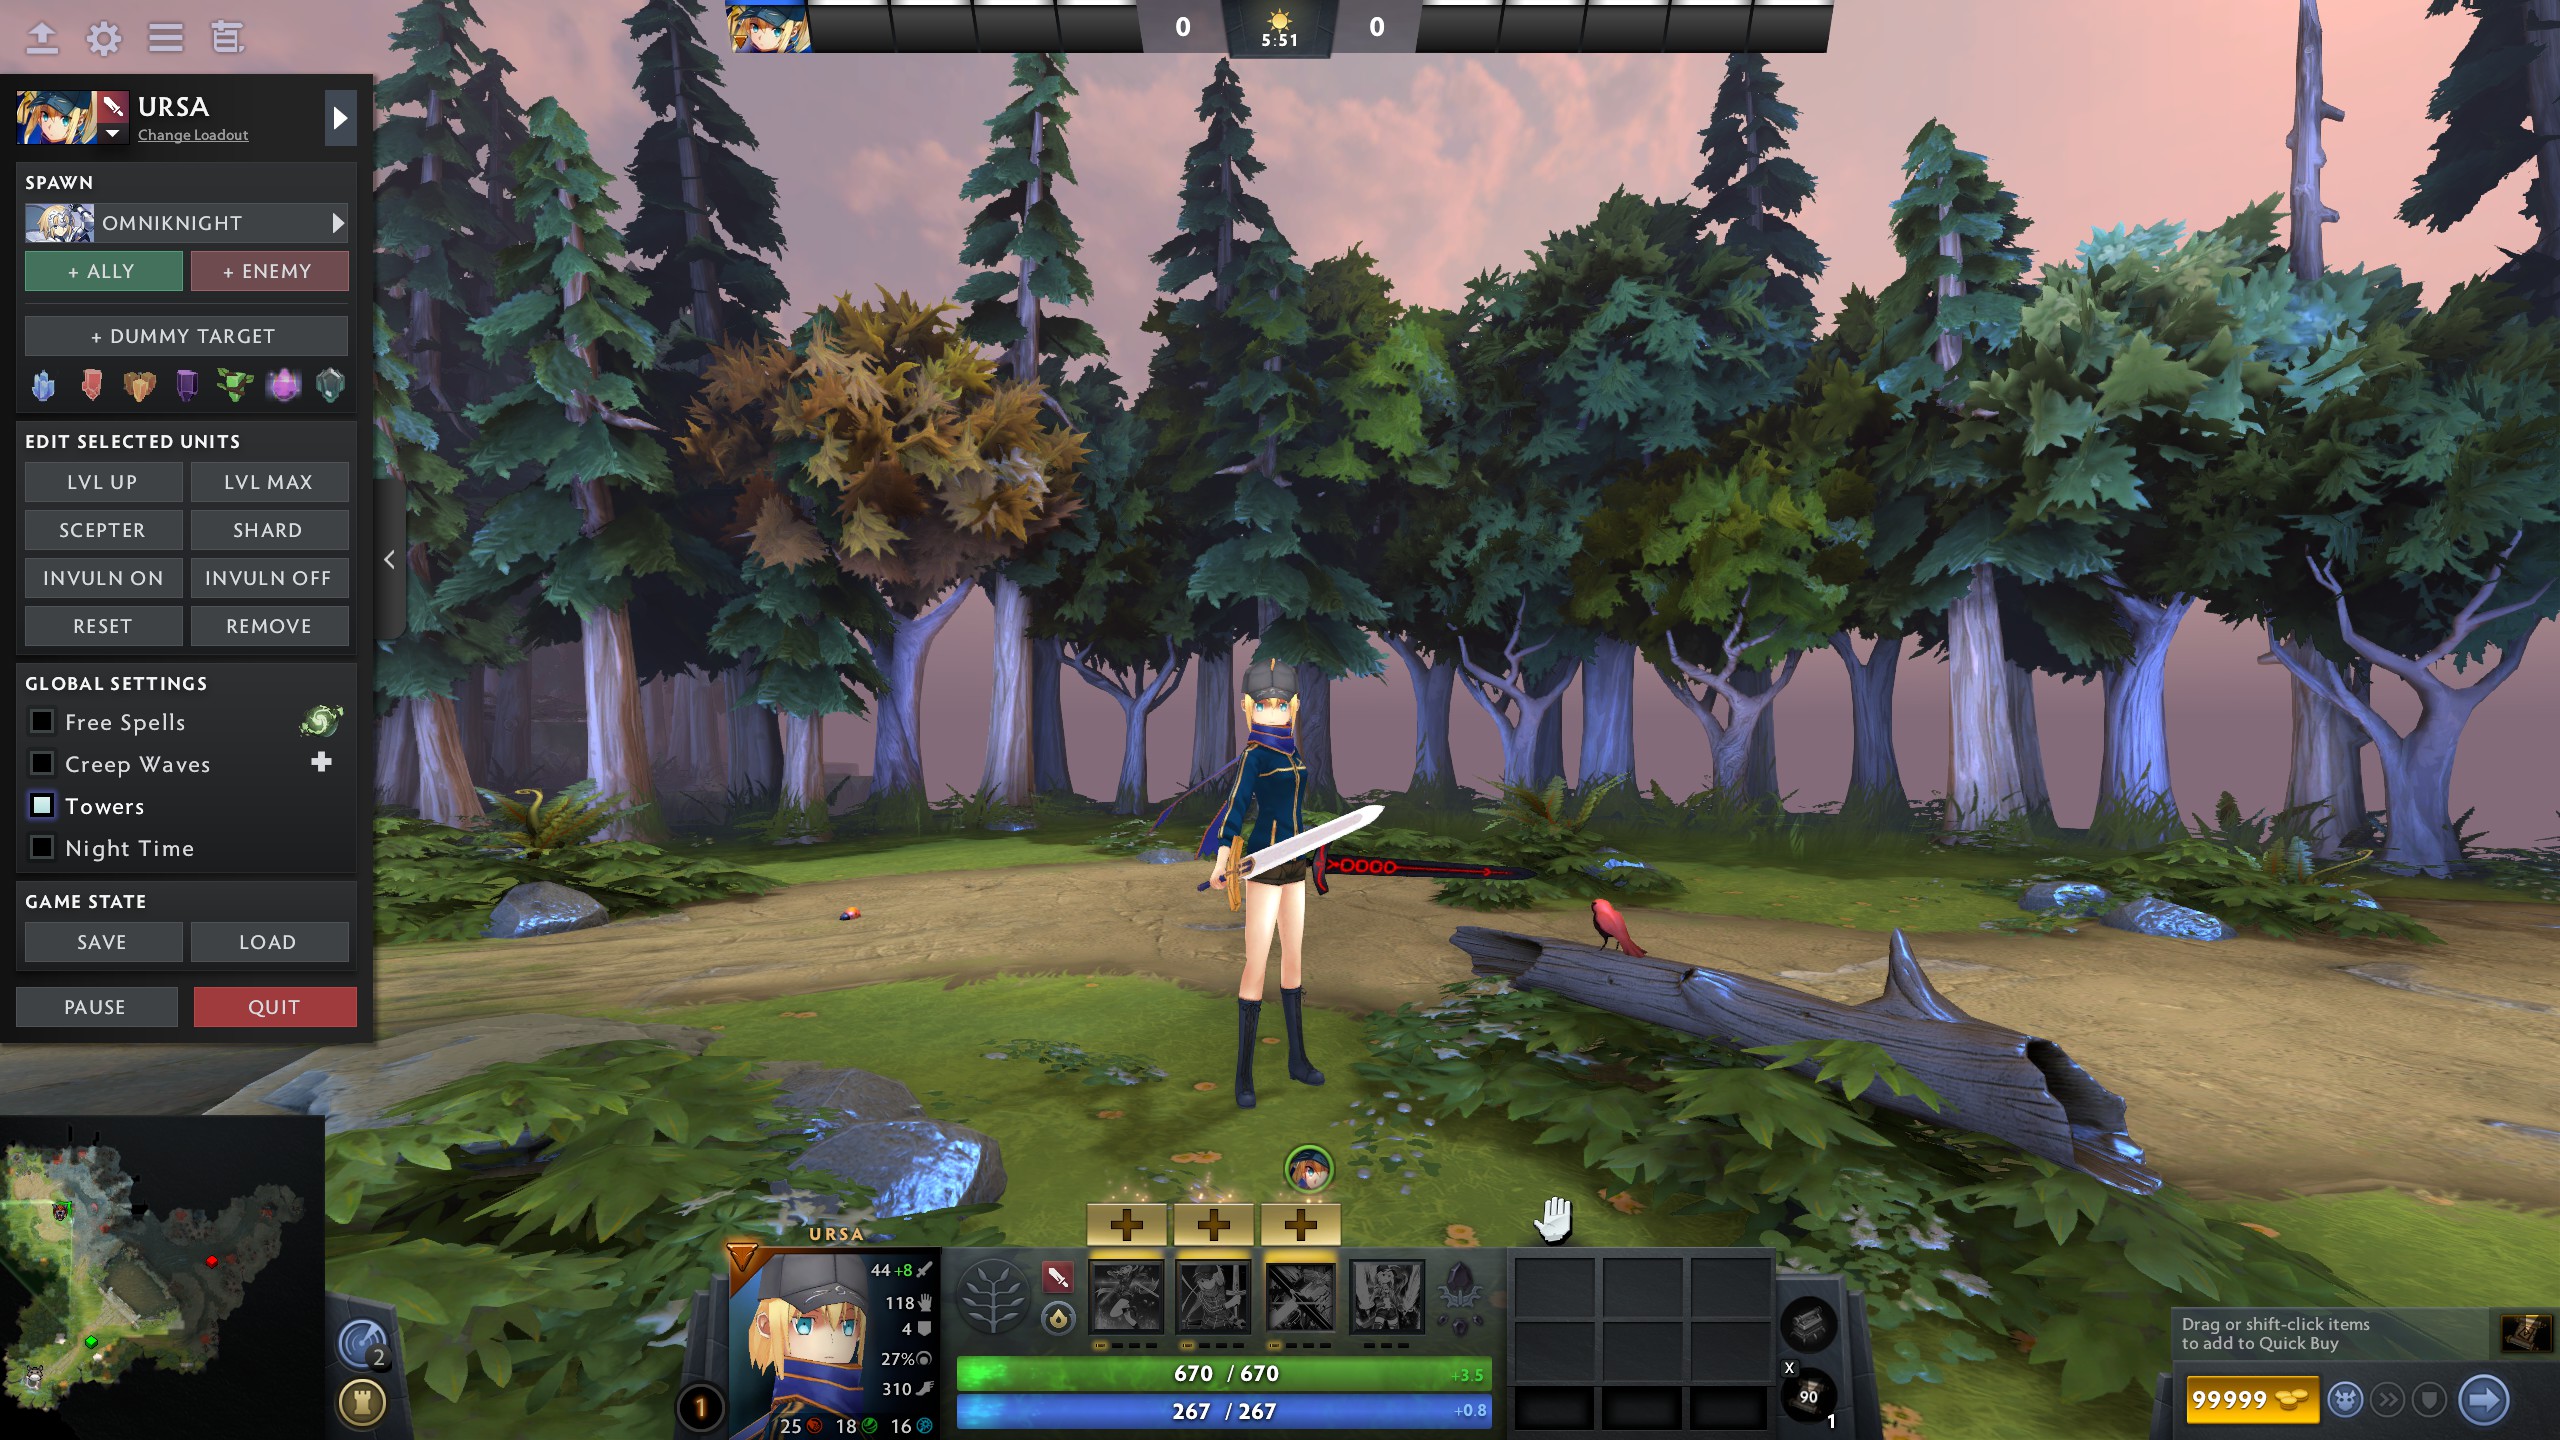 0
5:51
0
URSA
Change Loadout
SPAWN
OMNIKNIGHT
+ ALLY
+ ENEMY
+ DUMMY TARGET
EDIT SELECTED UNITS
LVL UP
LVL MAX
SCEPTER
SHARD
INVULN ON
INVULN OFF
RESET
REMOVE
GLOBAL SETTINGS
Free Spells
Creep Waves
Towers
Night Time
GAME STATE
SAVE
LOAD
PAUSE
QUIT
2
URSA
44 +8
118
4
27%
310
1
25
18
16
670 / 670
+3.5
267 / 267
+0.8
X
90
1
Drag or shift-click items
to add to Quick Buy
99999